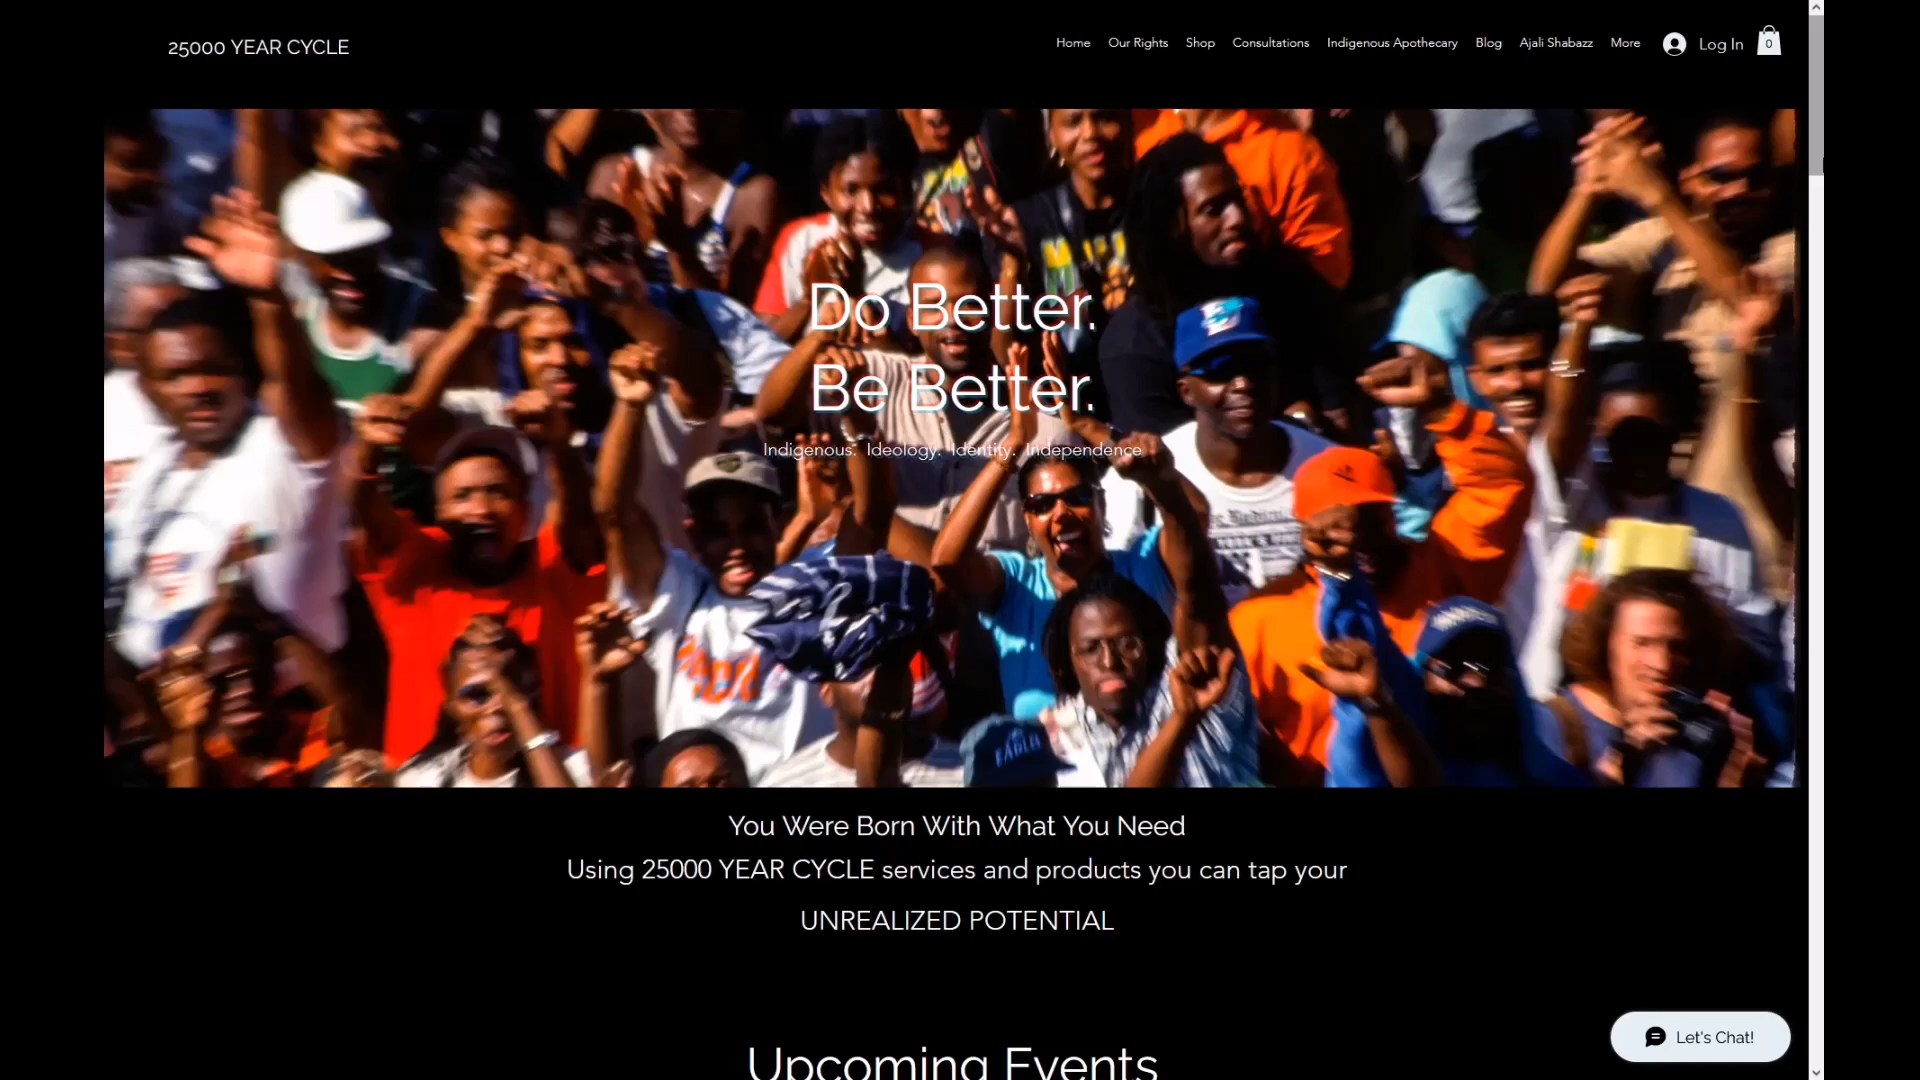 25000 YEAR CYCLE
Home Our Rights Shop Consultations Indigenous Apothecary Blog Ajali Shabazz More Log In 0
Do Better.
Be Better.
Indigenous. Ideology. Identity. Independence
EAGLE
You Were Born With What You Need
Using 25000 YEAR CYCLE services and products you can tap your
UNREALIZED POTENTIAL
Let's Chat!
Upcoming Events